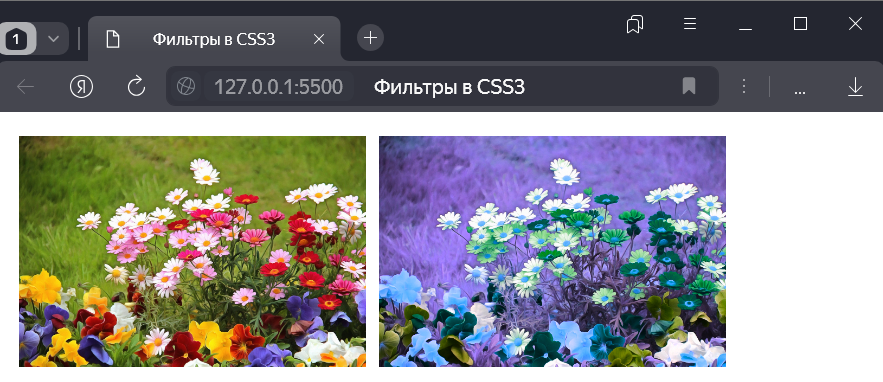 1
Фильтры в CSS3
Я
127.0.0.1:5500 Фильтры в CSS3
...